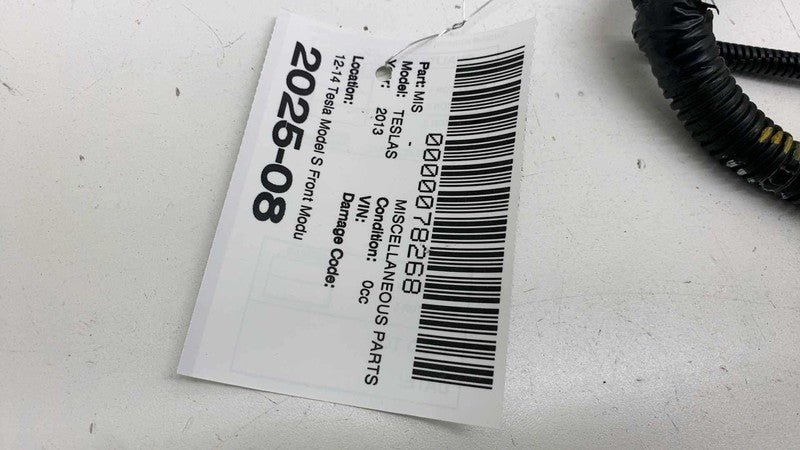 0000078268
Part: MIS - MISCELLANEOUS PARTS
Model: TESLAS Condition: 0cc
2013 VIN:
Location: Damage Code:
12-14 Tesla Model S Front Modu
2025-08